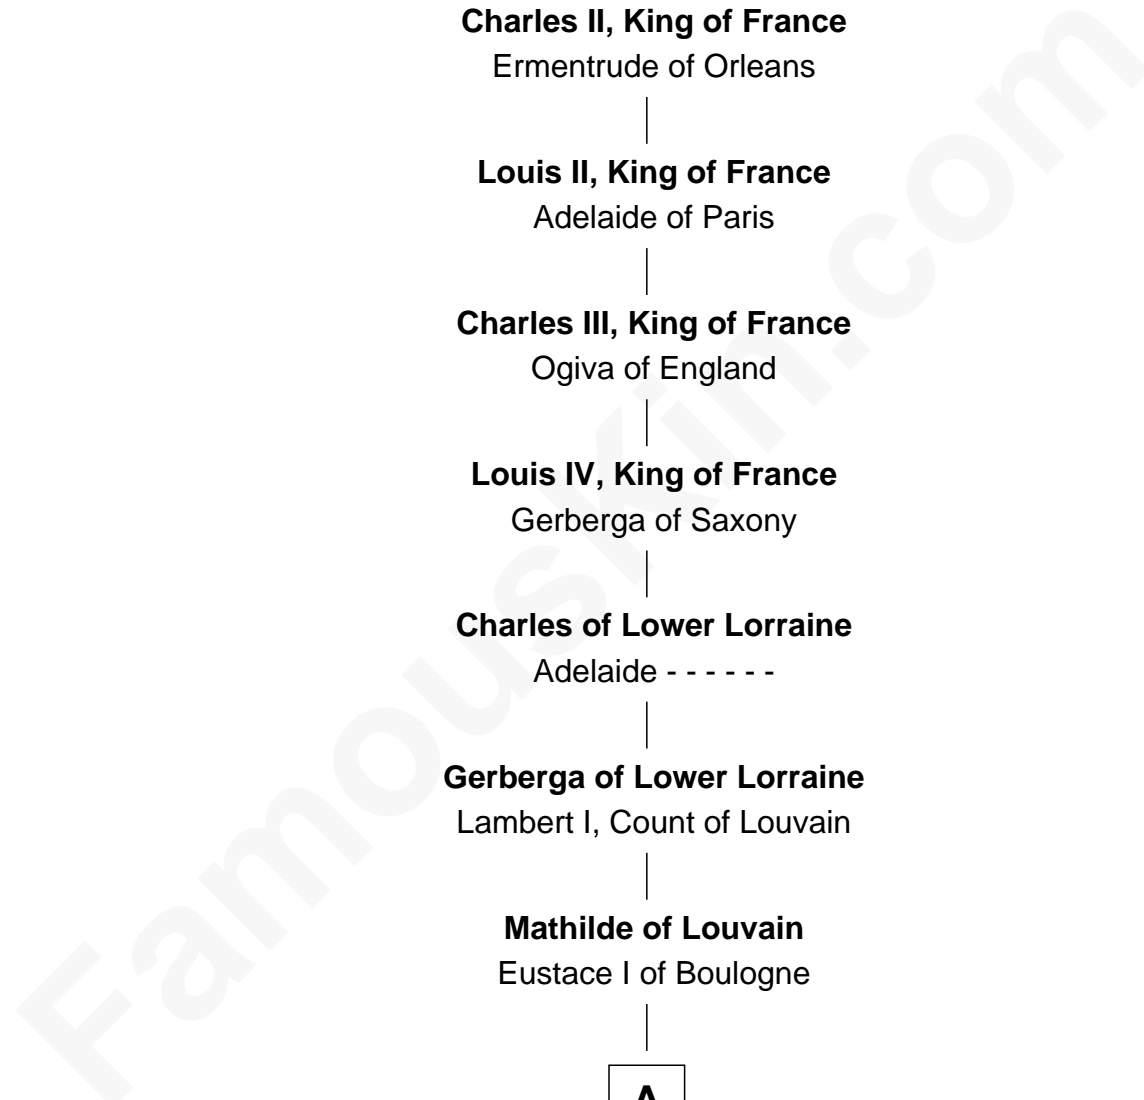 Charles II, King of France
Ermentrude of Orleans
Louis II, King of France
Adelaide of Paris
Charles III, King of France
Ogiva of England
Louis IV, King of France
Gerberga of Saxony
Charles of Lower Lorraine
Adelaide - - - - - -
Gerberga of Lower Lorraine
Lambert I, Count of Louvain
Mathilde of Louvain
Eustace I of Boulogne
A
FamousKin.com